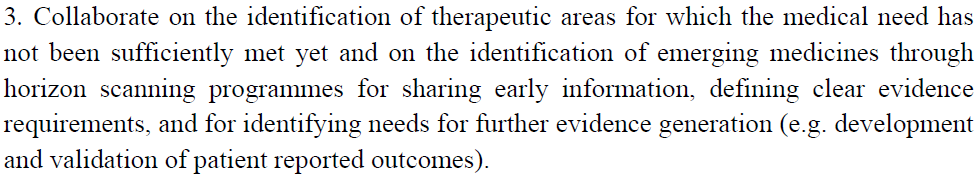 3. Collaborate on the identification of therapeutic areas for which the medical need has
not been sufficiently met yet and on the identification of emerging medicines through
horizon scanning programmes for sharing early information, defining clear evidence
requirements, and for identifying needs for further evidence generation (e.g. development
and validation of patient reported outcomes).